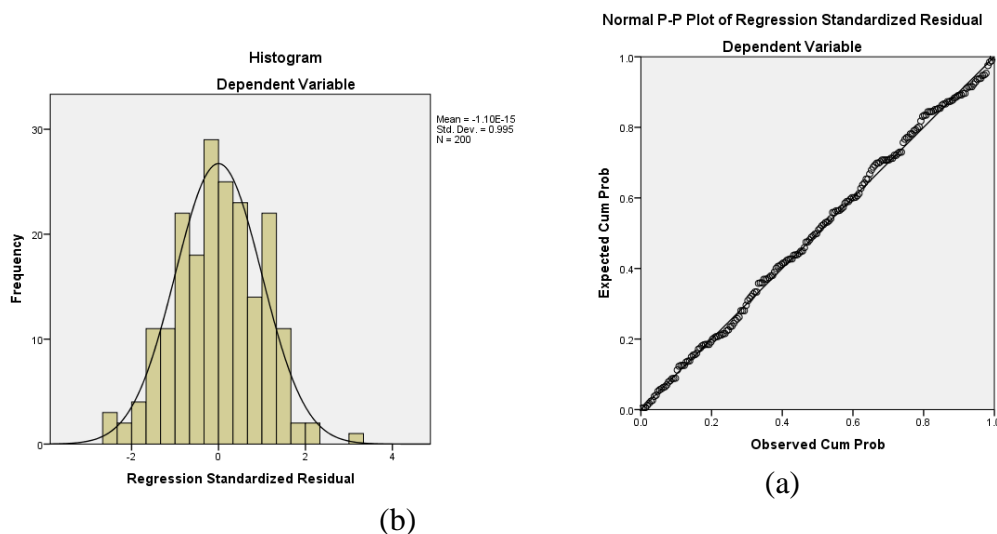 Histogram
Dependent Variable
Mean = -1.10E-15
Std. Dev. = 0.995
N = 200
30
20
10
0
Frequency
-2
0
2
4
Regression Standardized Residual
(b)
Normal P-P Plot of Regression Standardized Residual
Dependent Variable
1.0
0.8
0.6
0.4
0.2
0.0
Expected Cum Prob
0.0
0.2
0.4
0.6
0.8
1.0
Observed Cum Prob
(a)